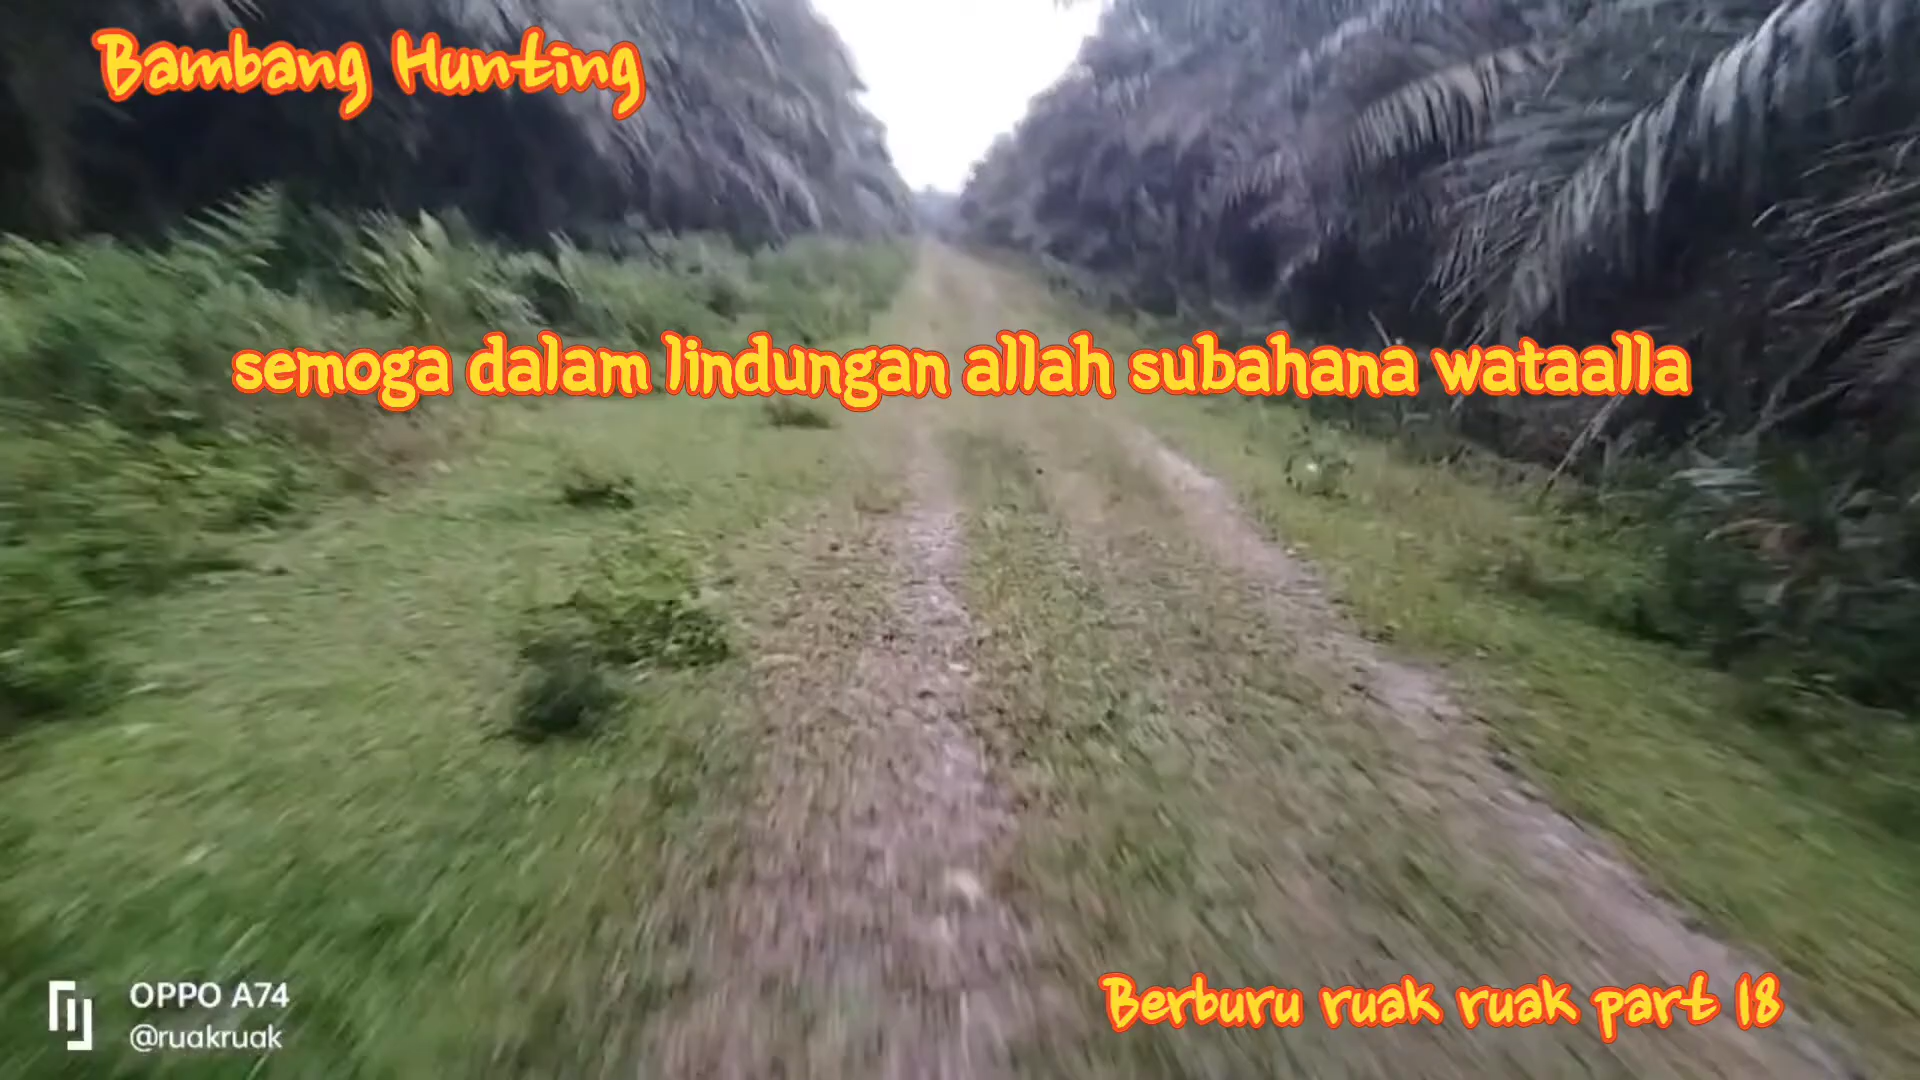 Bambang Hunting
semoga dalam lindungan allah subahana wataalla
OPPO A74
@ruakruak
Berburu ruak ruak part 18